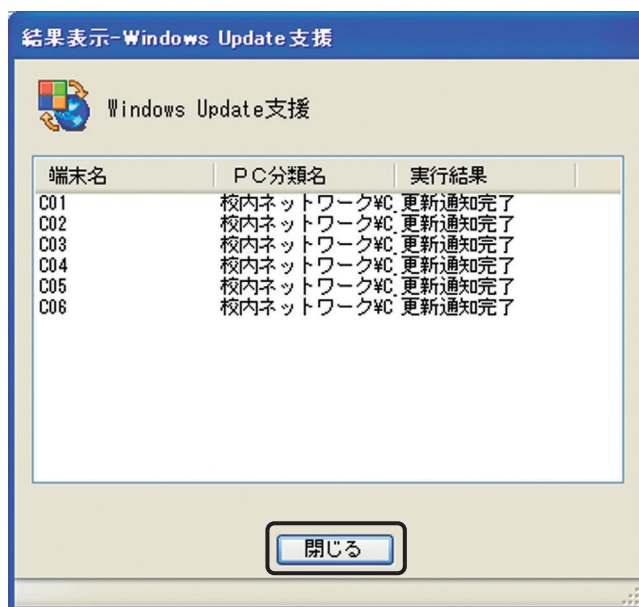 結果表示-Windows Update支援
Windows Update支援
端末名 PC分類名 実行結果
C01 校内ネットワーク¥C 更新通知完了
C02 校内ネットワーク¥C 更新通知完了
C03 校内ネットワーク¥C 更新通知完了
C04 校内ネットワーク¥C 更新通知完了
C05 校内ネットワーク¥C 更新通知完了
C06 校内ネットワーク¥C 更新通知完了
閉じる